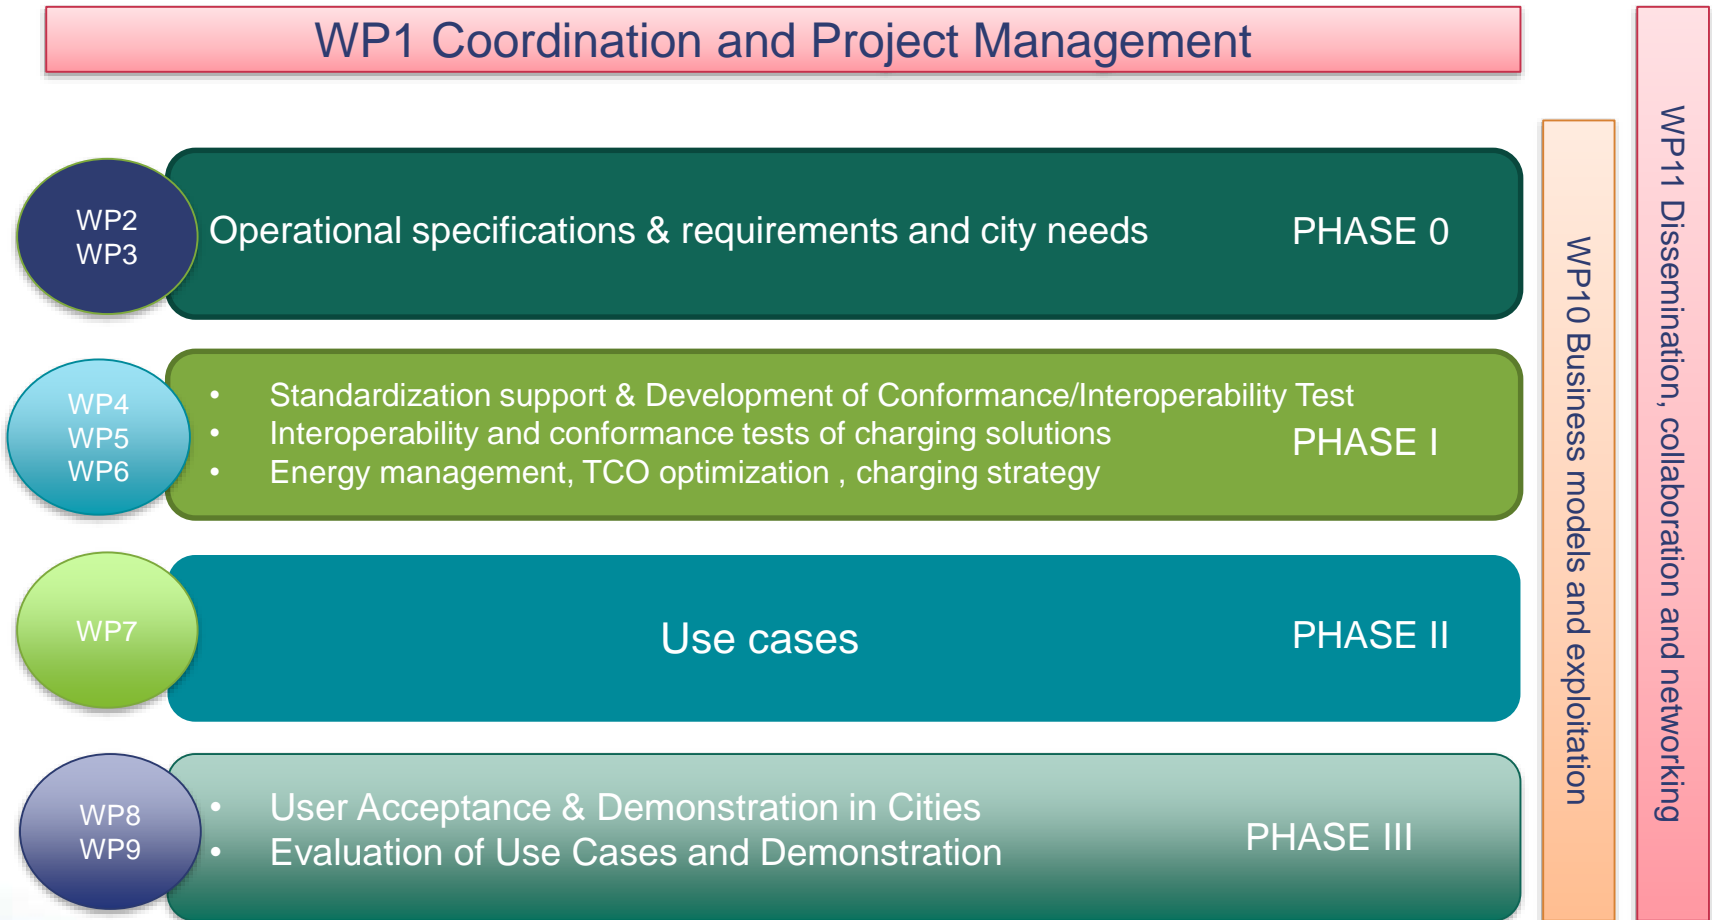 WP1 Coordination and Project Management
WP2
WP3
Operational specifications & requirements and city needs
PHASE 0
WP4
WP5
WP6
• Standardization support & Development of Conformance/Interoperability Test
• Interoperability and conformance tests of charging solutions
• Energy management, TCO optimization , charging strategy
PHASE I
WP7
Use cases
PHASE II
WP8
WP9
• User Acceptance & Demonstration in Cities
• Evaluation of Use Cases and Demonstration
PHASE III
WP10 Business models and exploitation
WP11 Dissemination, collaboration and networking